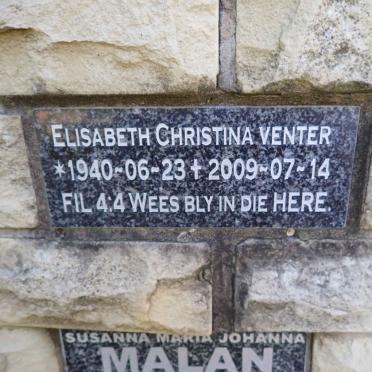 ELISABETH CHRISTINA VENTER
*1940-06-23 ✝ 2009-07-14
FIL 4:4 WEES BLY IN DIE HERE.
SUSANNA MARIA JOHANNA
MALAN